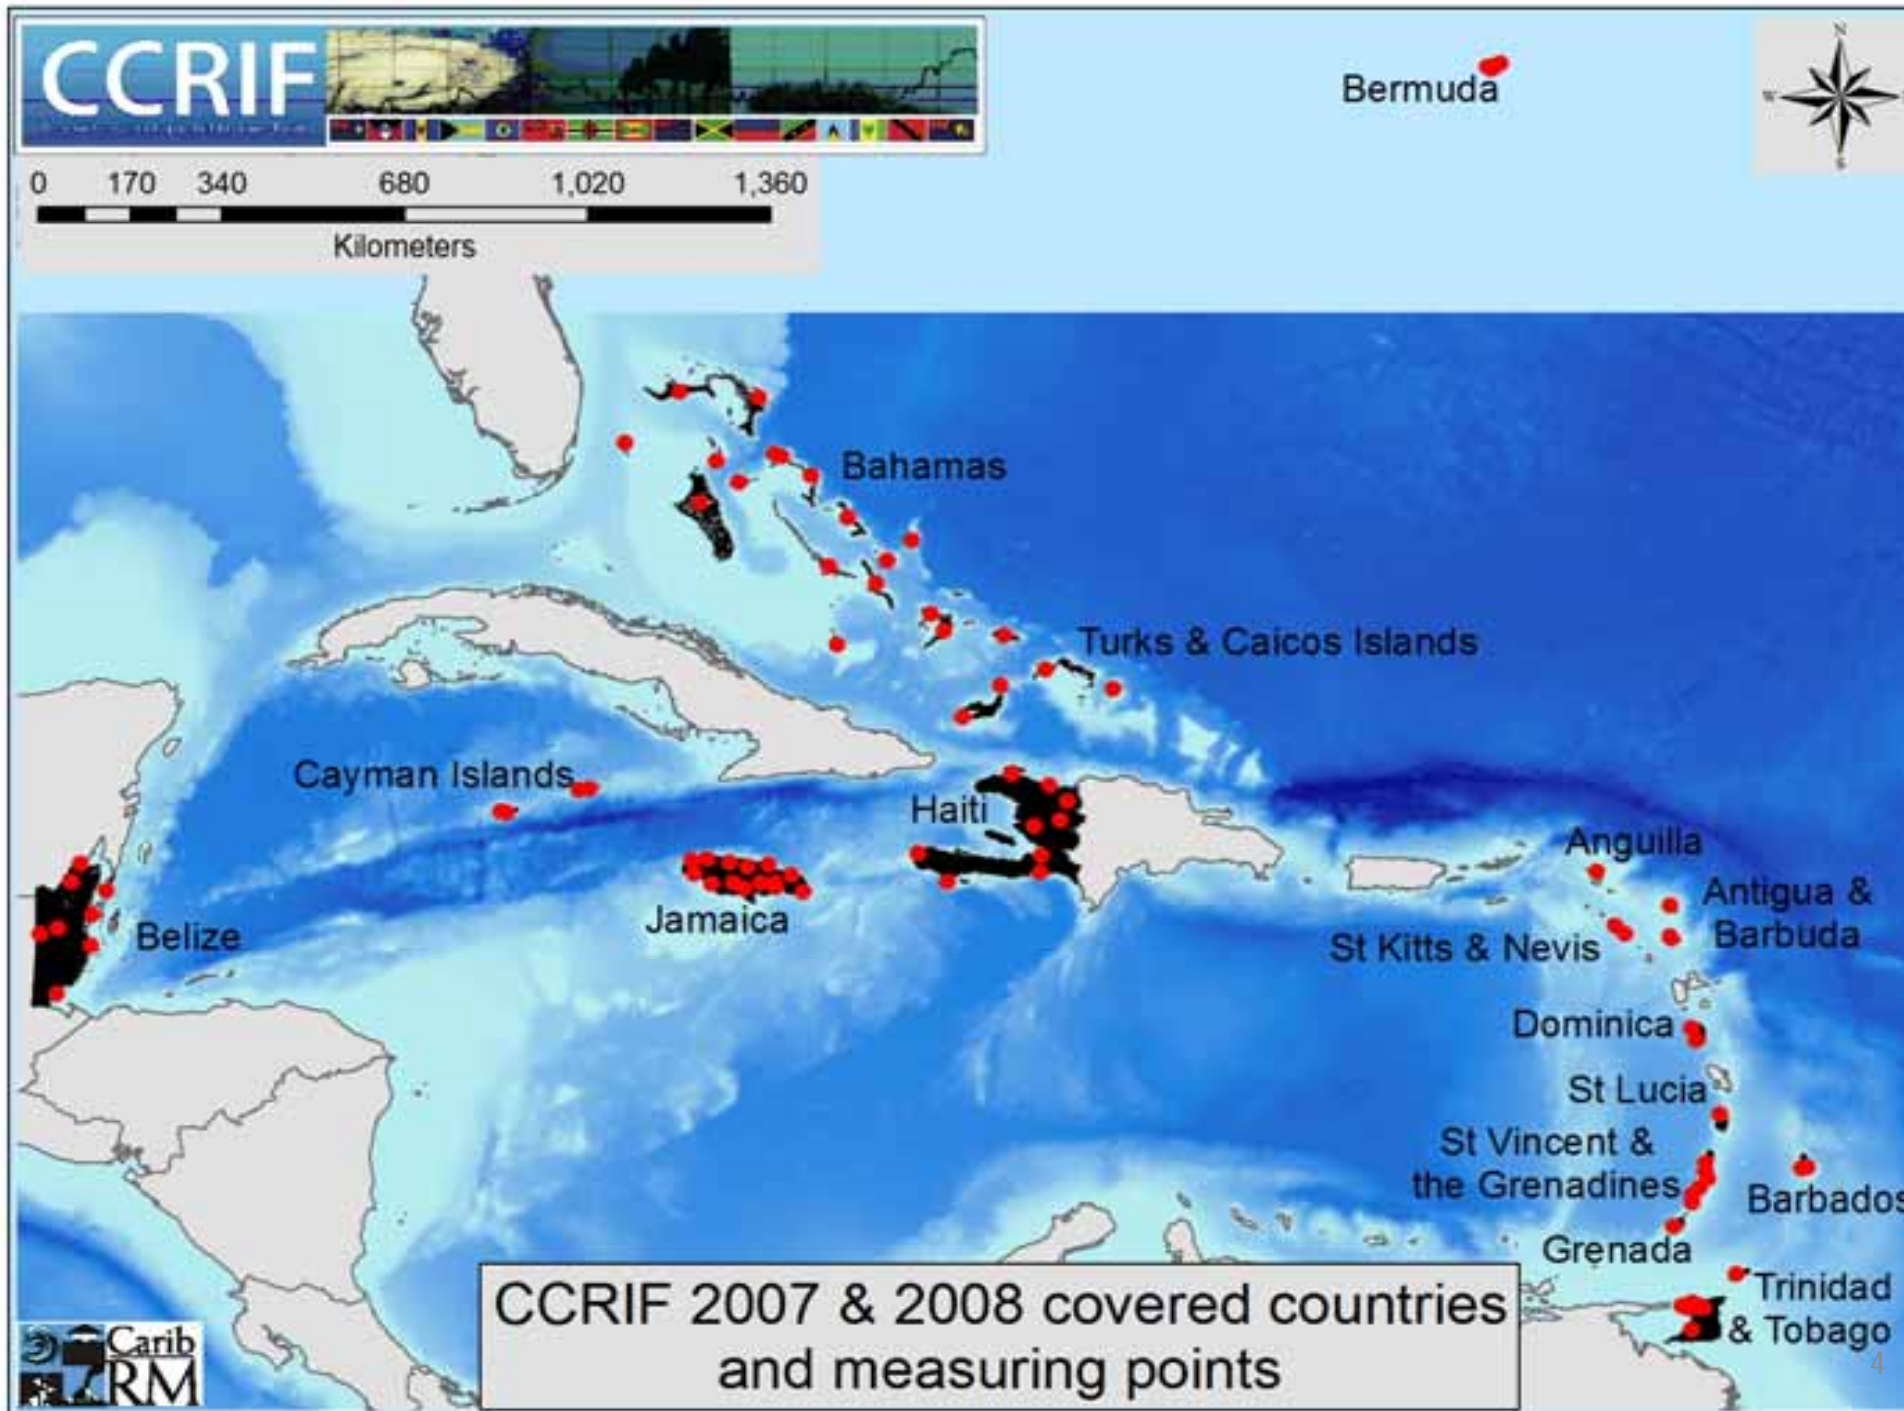 CCRIF
Bermuda
N
W
S
0 170 340 680 1,020 1,360
Kilometers
Bahamas
Turks & Caicos Islands
Cayman Islands
Haiti
Anguilla
Antigua &
Barbuda
Jamaica
Belize
St Kitts & Nevis
Dominica
St Lucia
St Vincent &
the Grenadines
Barbados
Grenada
Trinidad
& Tobago
CCRIF 2007 & 2008 covered countries
and measuring points
Carib
RM
4